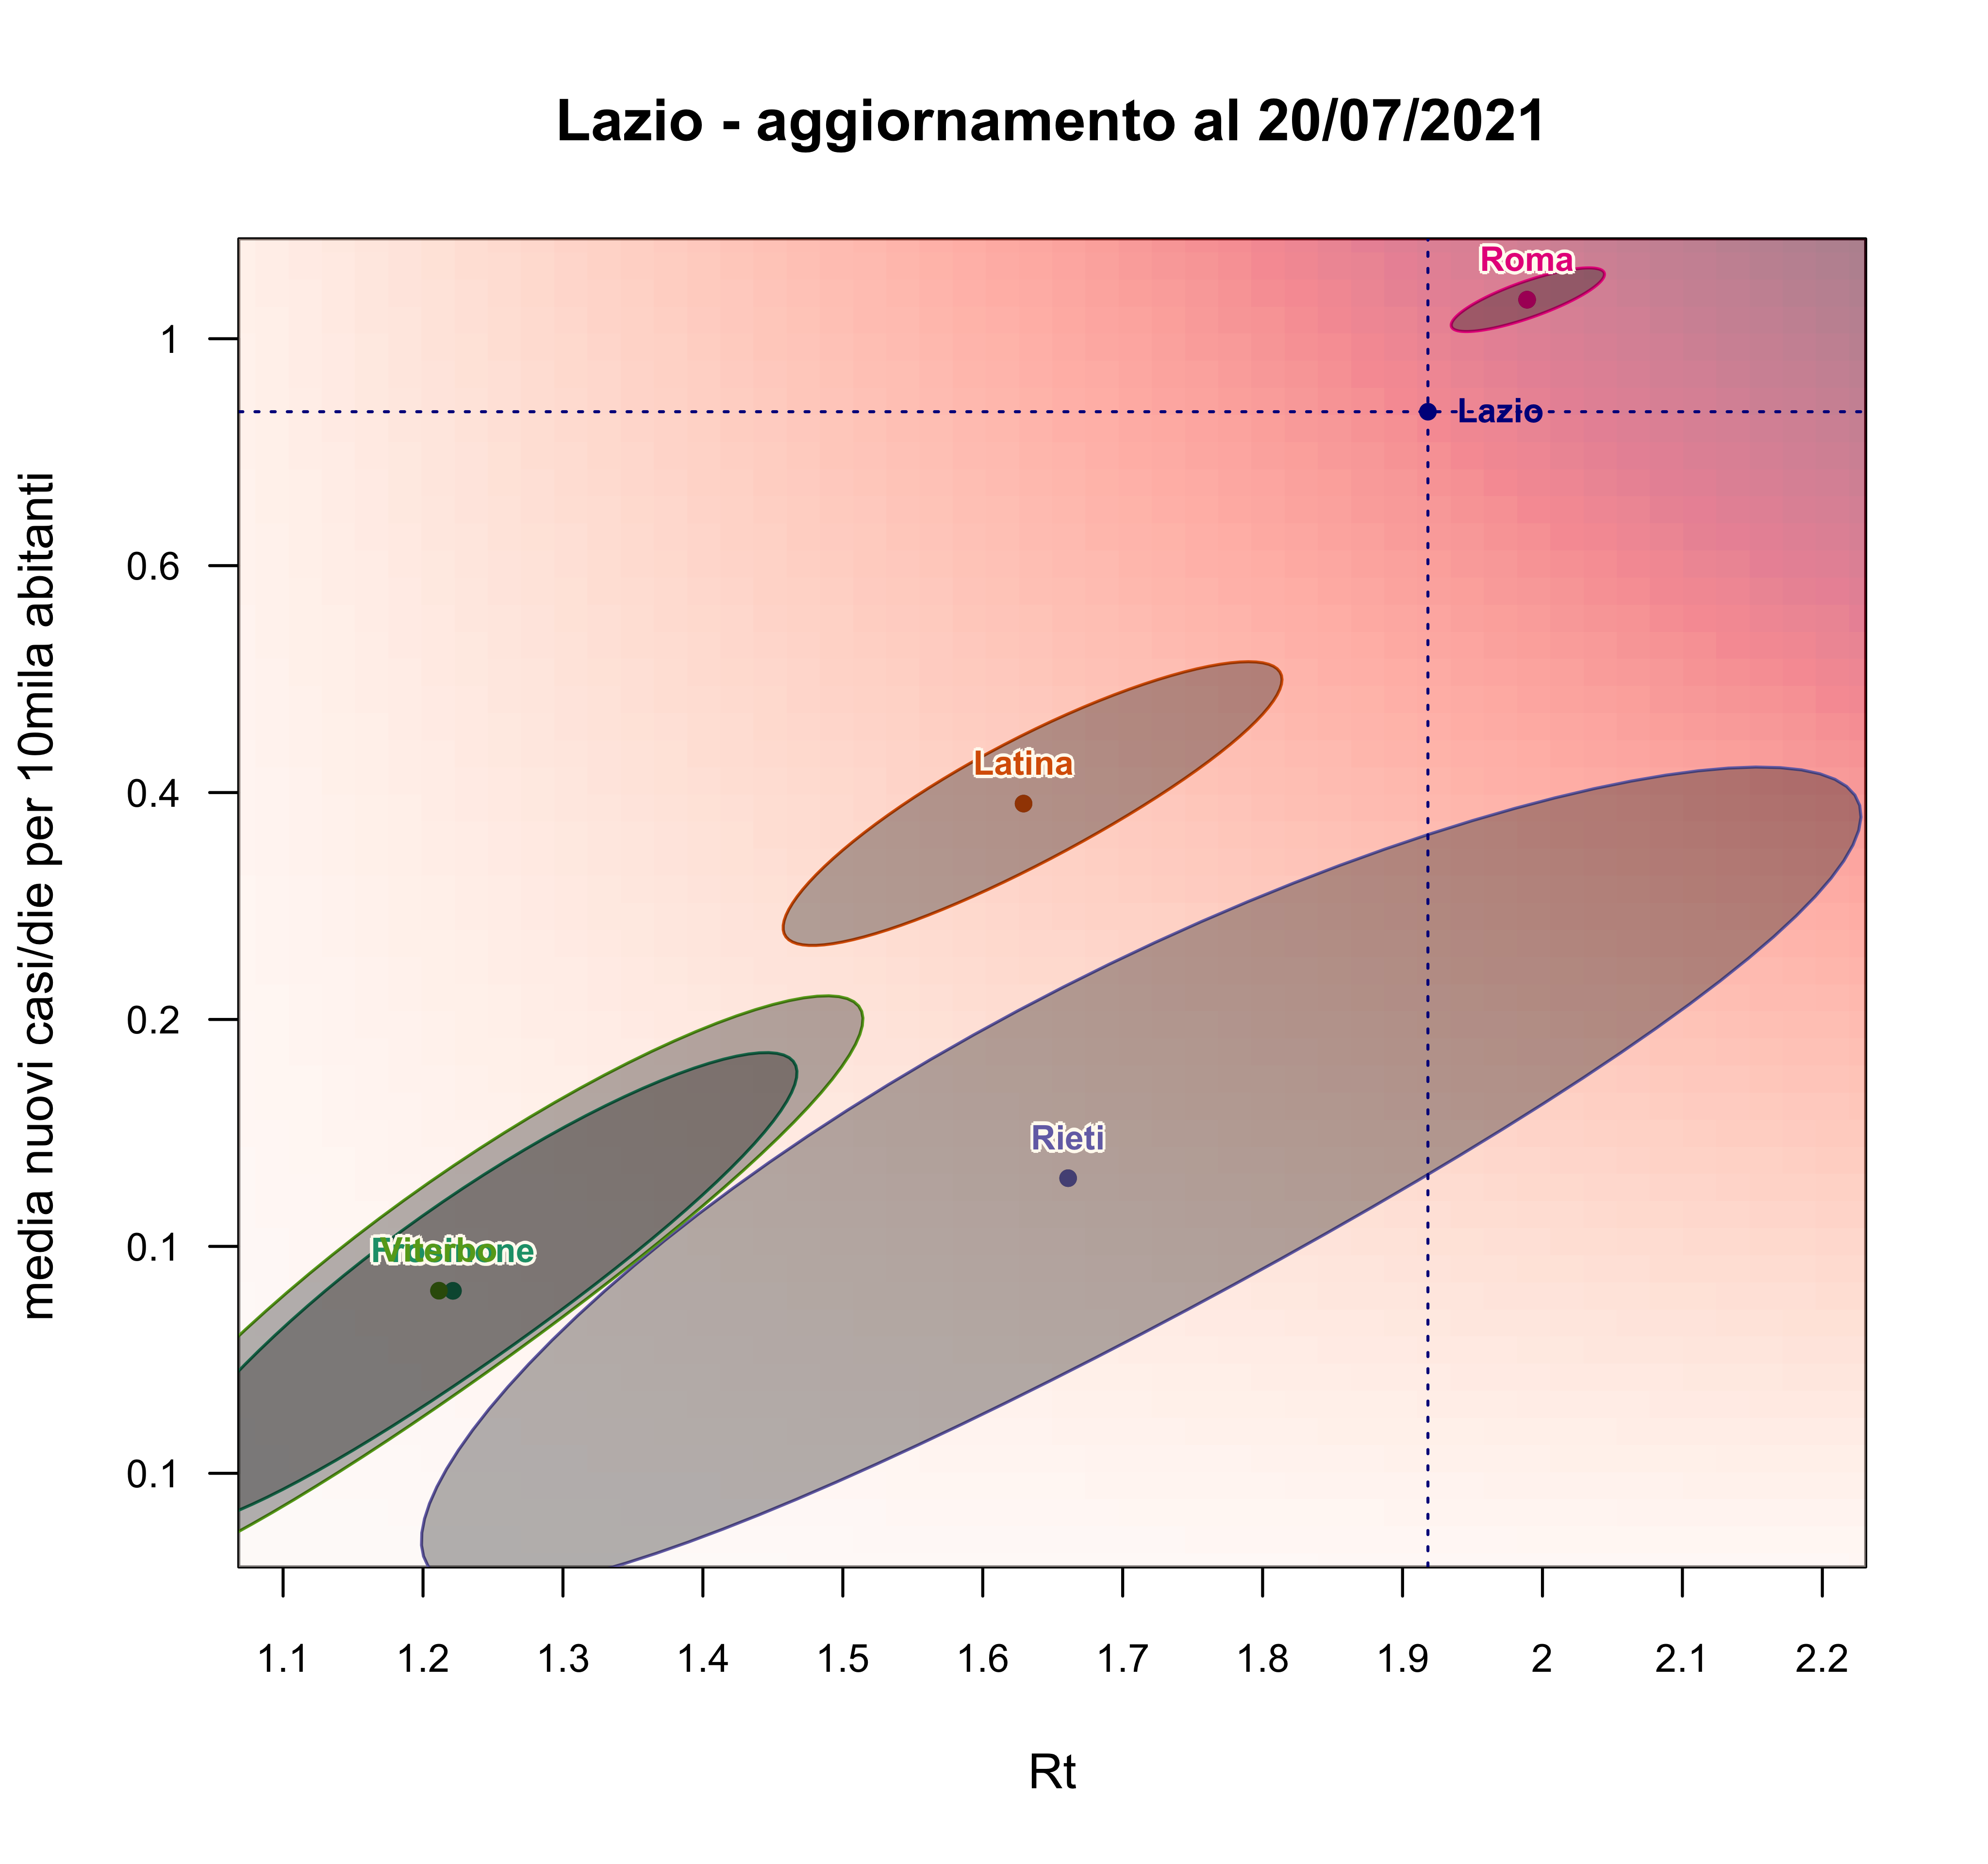 Lazio - aggiornamento al 20/07/2021
media nuovi casi/die per 10mila abitanti
1
0.6
0.4
0.2
0.1
0.1
Roma
Lazio
Latina
Rieti
Frosinone
Viterbo
1.1 1.2 1.3 1.4 1.5 1.6 1.7 1.8 1.9 2 2.1 2.2
Rt